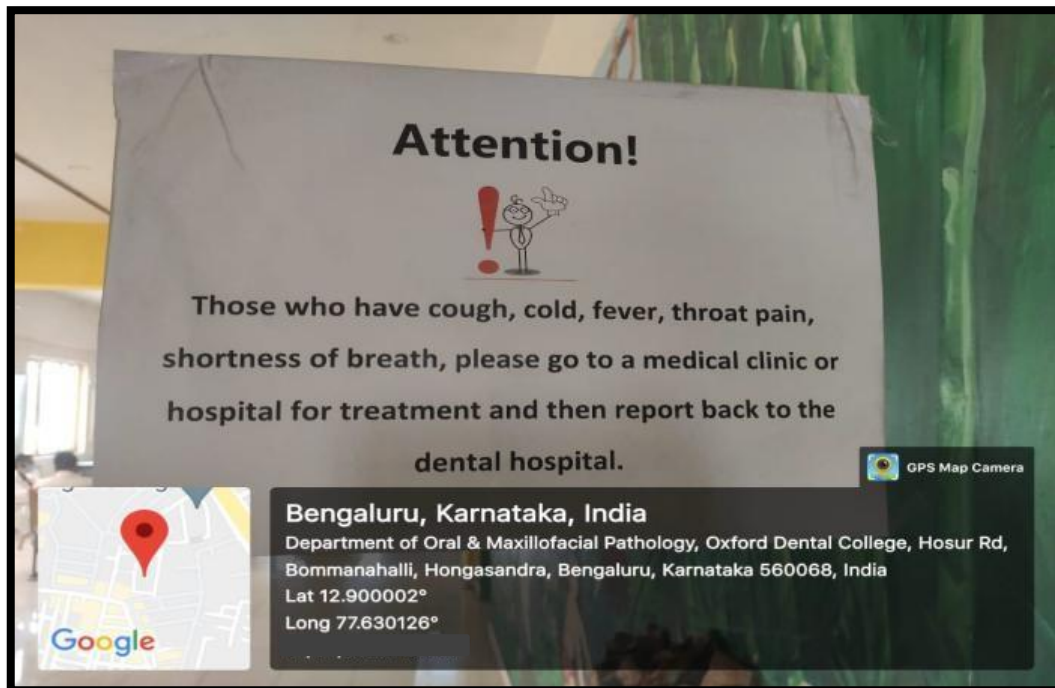 Attention!
Those who have cough, cold, fever, throat pain,
shortness of breath, please go to a medical clinic or
hospital for treatment and then report back to the
dental hospital.
GPS Map Camera
Bengaluru, Karnataka, India
Department of Oral & Maxillofacial Pathology, Oxford Dental College, Hosur Rd,
Bommanahalli, Hongasandra, Bengaluru, Karnataka 560068, India
Lat 12.900002°
Long 77.630126°
Google